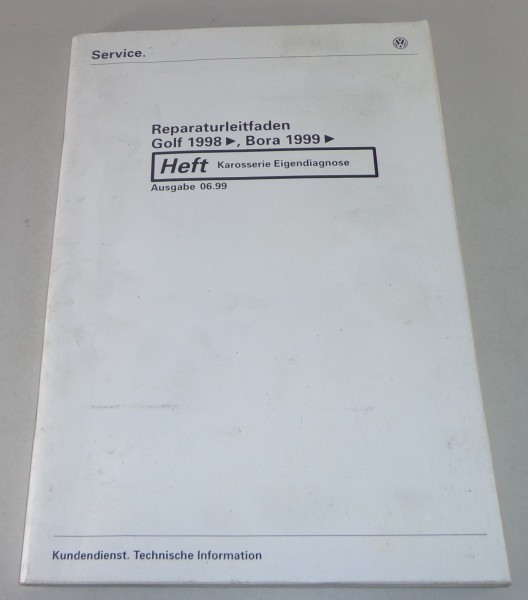 Service.
Reparaturleitfaden
Golf 1998 ►, Bora 1999 ►
Heft Karosserie Eigendiagnose
Ausgabe 06.99
Kundendienst. Technische Information